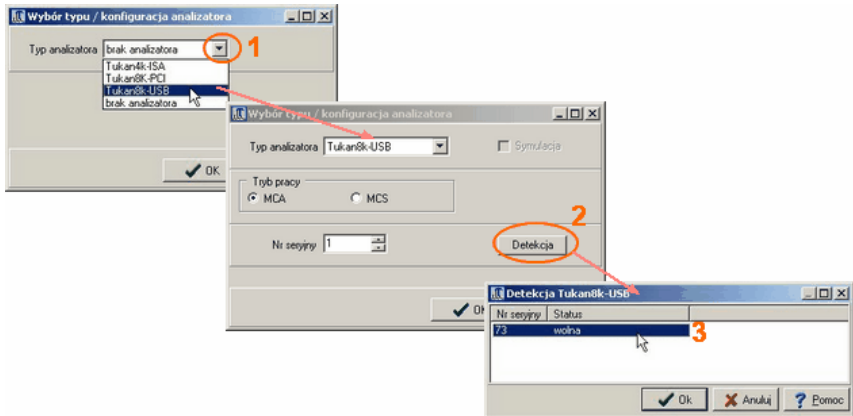 Wybór typu / konfiguracja analizatora
1
Typ analizatora brak analizatora
Tukan4k-ISA
Tukan8K-PCI
Tukan8k-USB
brak analizatora
OK
Wybór typu / konfiguracja analizatora
Typ analizatora Tukan8k-USB Symulacja
Tryb pracy
MCA MCS
2
Nr seryjny 1 Detekcja
OK
Detekcja Tukan8k-USB
Nr seryjny Status
73 wolna 3
Ok Anuluj ? Pomoc